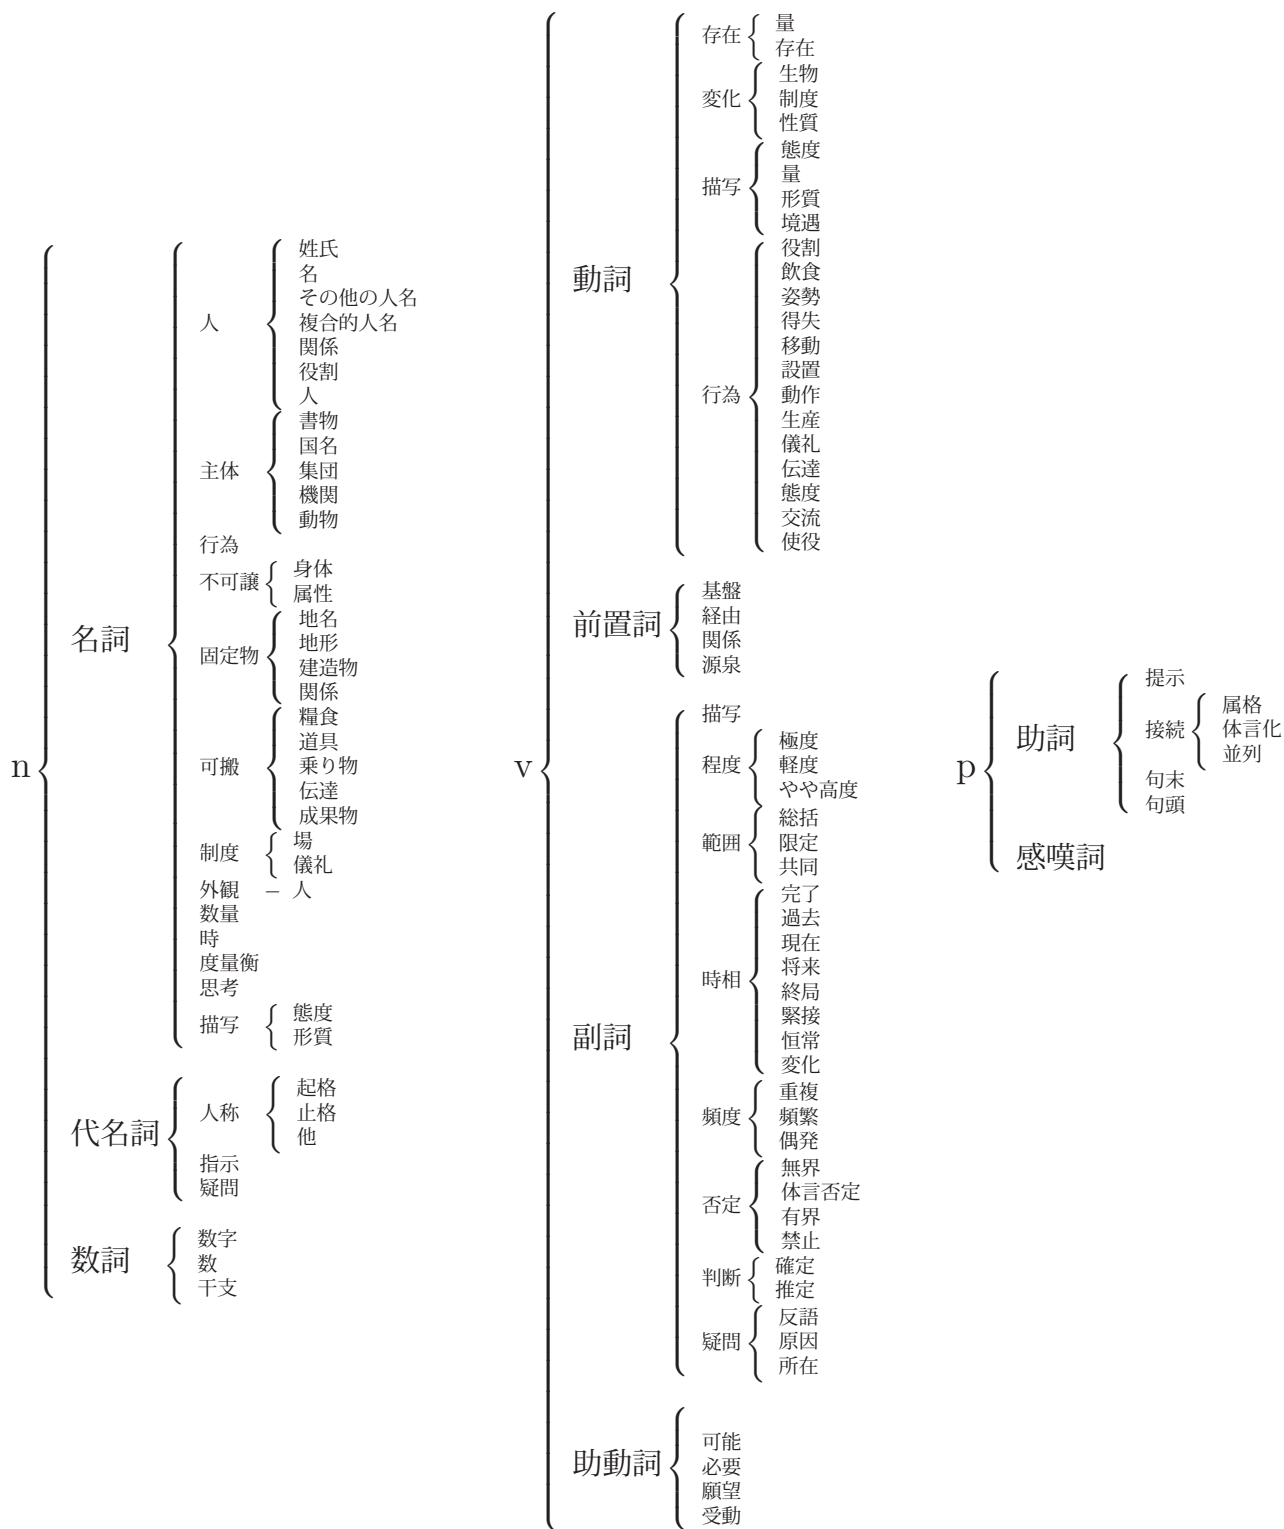 n
名詞
人
姓氏
名
その他の人名
複合的人名
関係
役割
人
主体
書物
国名
集団
機関
動物
行為
不可譲
身体
属性
固定物
地名
地形
建造物
関係
可搬
糧食
道具
乗り物
伝達
成果物
制度
場
儀礼
外観 – 人
数量
時
度量衡
思考
描写
態度
形質
代名詞
人称
起格
止格
他
指示
疑問
数詞
数字
数
干支
v
動詞
存在
量
存在
変化
生物
制度
性質
描写
態度
量
形質
境遇
行為
役割
飲食
姿勢
得失
移動
設置
動作
生産
儀礼
伝達
態度
交流
使役
前置詞
基盤
経由
関係
源泉
副詞
描写
程度
極度
軽度
やや高度
範囲
総括
限定
共同
時相
完了
過去
現在
将来
終局
緊接
恒常
変化
頻度
重複
頻繁
偶発
否定
無界
体言否定
有界
禁止
判断
確定
推定
疑問
反語
原因
所在
助動詞
可能
必要
願望
受動
p
助詞
提示
接続
属格
体言化
並列
句末
句頭
感嘆詞